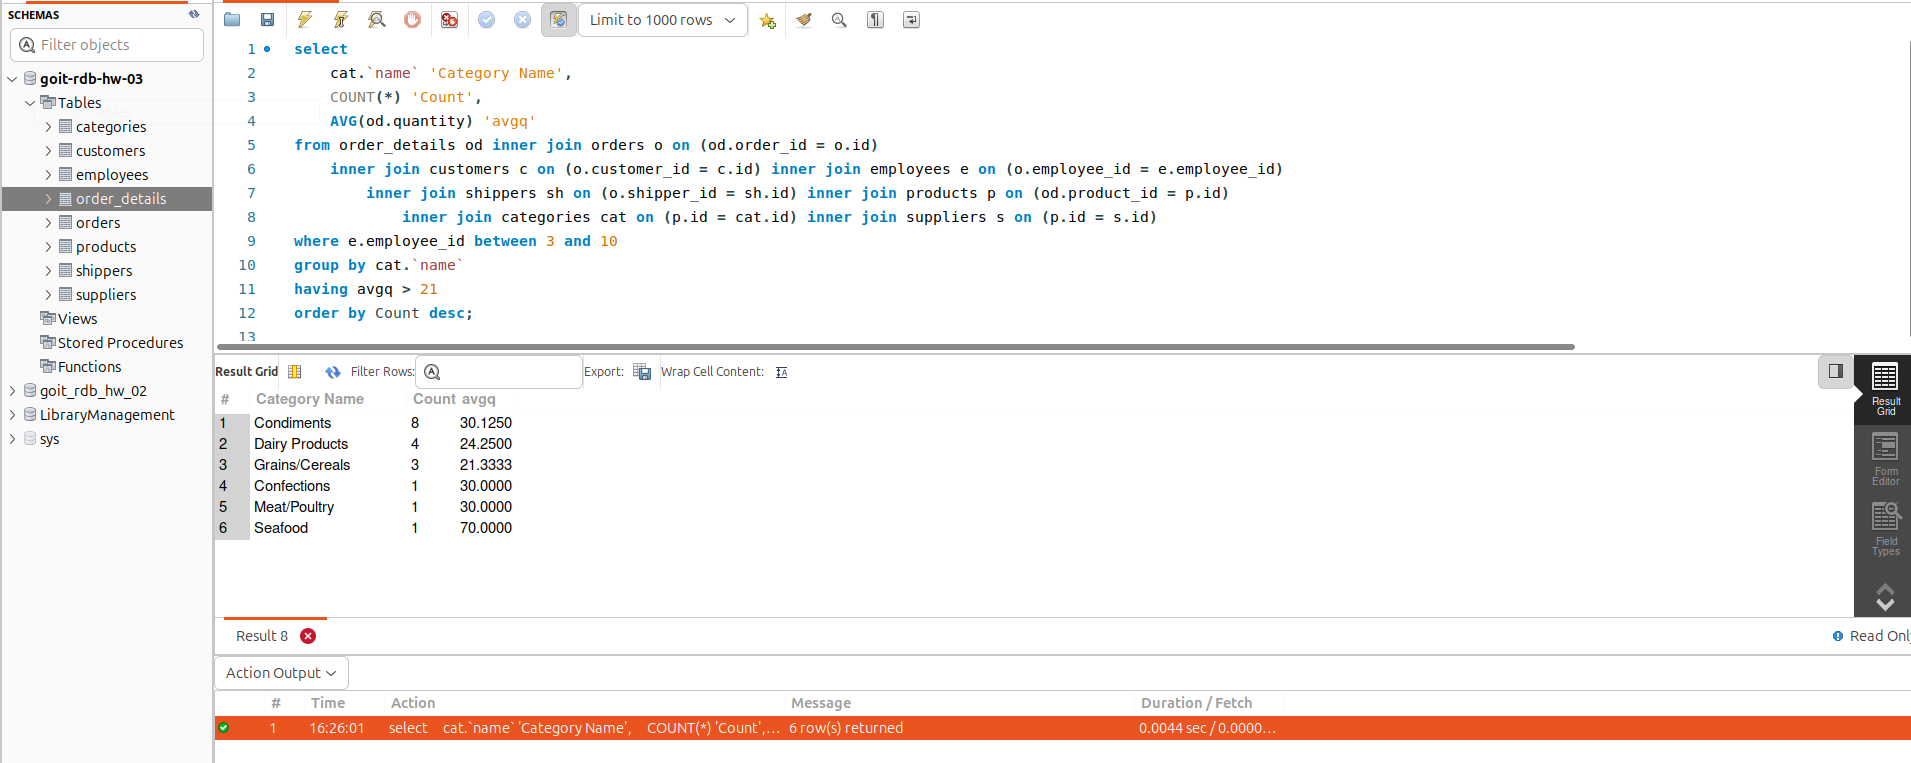 SCHEMAS
Filter objects
goit-rdb-hw-03
Tables
categories
customers
employees
order_details
orders
products
shippers
suppliers
Views
Stored Procedures
Functions
goit_rdb_hw_02
LibraryManagement
sys
Limit to 1000 rows
1 select
2 cat.`name` 'Category Name',
3 COUNT(*) 'Count',
4 AVG(od.quantity) 'avgq'
5 from order_details od inner join orders o on (od.order_id = o.id)
6 inner join customers c on (o.customer_id = c.id) inner join employees e on (o.employee_id = e.employee_id)
7 inner join shippers sh on (o.shipper_id = sh.id) inner join products p on (od.product_id = p.id)
8 inner join categories cat on (p.id = cat.id) inner join suppliers s on (p.id = s.id)
9 where e.employee_id between 3 and 10
10 group by cat.`name`
11 having avgq > 21
12 order by Count desc;
13
Result Grid Filter Rows: Export: Wrap Cell Content:
# Category Name Count avgq
1 Condiments 8 30.1250
2 Dairy Products 4 24.2500
3 Grains/Cereals 3 21.3333
4 Confections 1 30.0000
5 Meat/Poultry 1 30.0000
6 Seafood 1 70.0000
Result
Grid
Form
Editor
Field
Types
Result 8
Read Onl
Action Output
# Time Action Message Duration / Fetch
1 16:26:01 select cat.`name` 'Category Name', COUNT(*) 'Count',... 6 row(s) returned 0.0044 sec / 0.0000...